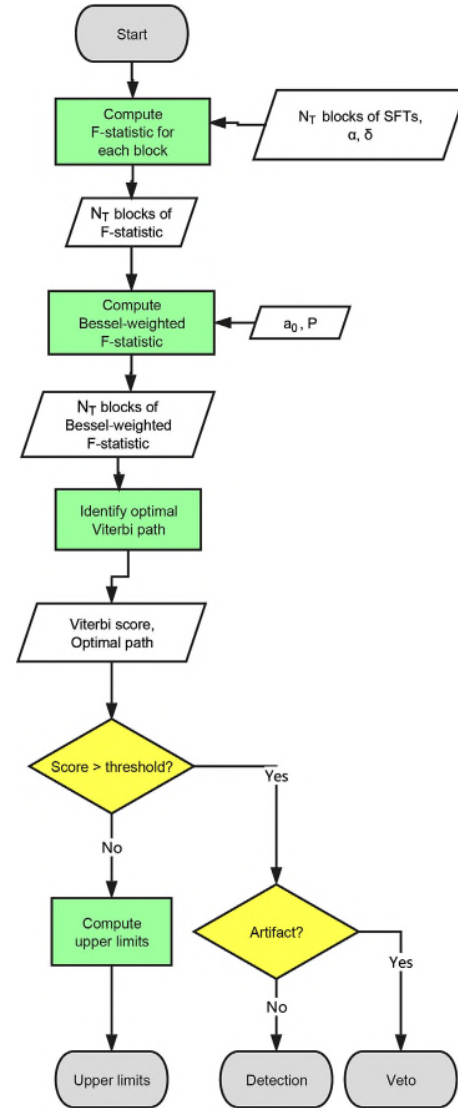 Start
Compute
F-statistic for
each block
N_T blocks of SFTs,
α, δ
N_T blocks of
F-statistic
Compute
Bessel-weighted
F-statistic
a₀, P
N_T blocks of
Bessel-weighted
F-statistic
Identify optimal
Viterbi path
Viterbi score,
Optimal path
Score > threshold?
Yes
No
Compute
upper limits
Artifact?
Yes
No
Upper limits
Detection
Veto